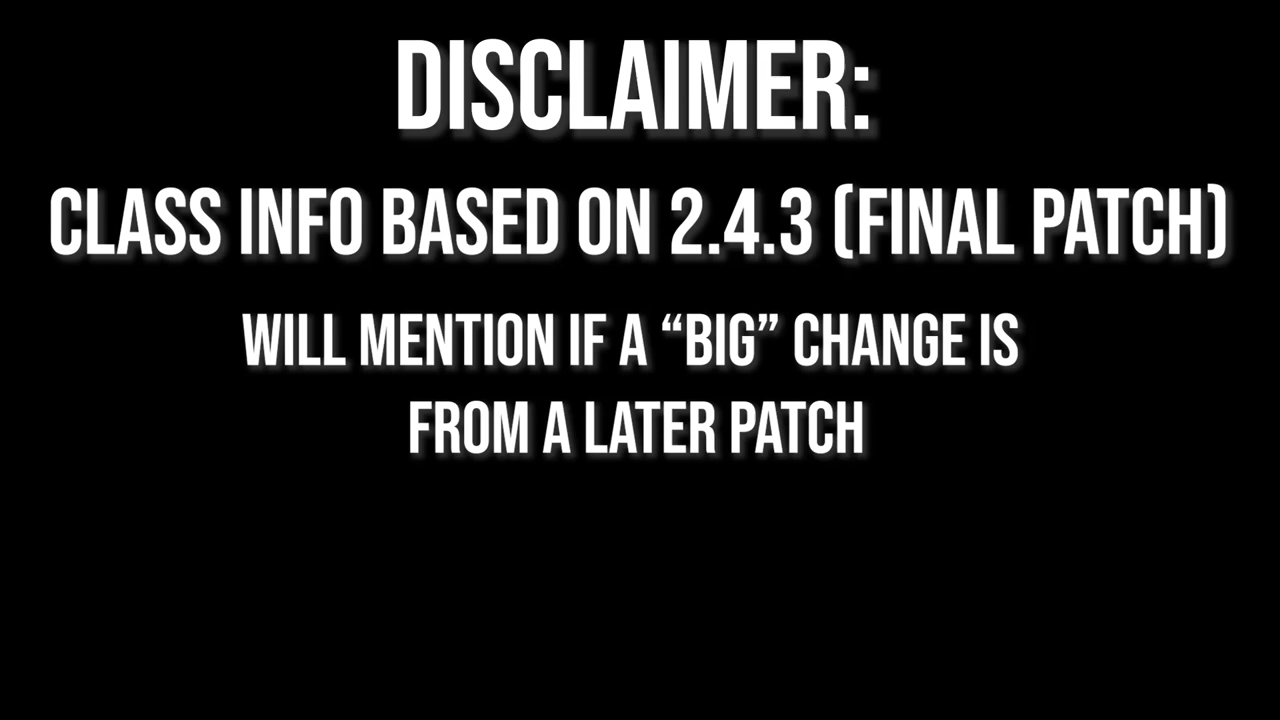 DISCLAIMER:
CLASS INFO BASED ON 2.4.3 (FINAL PATCH)
WILL MENTION IF A “BIG” CHANGE IS
FROM A LATER PATCH